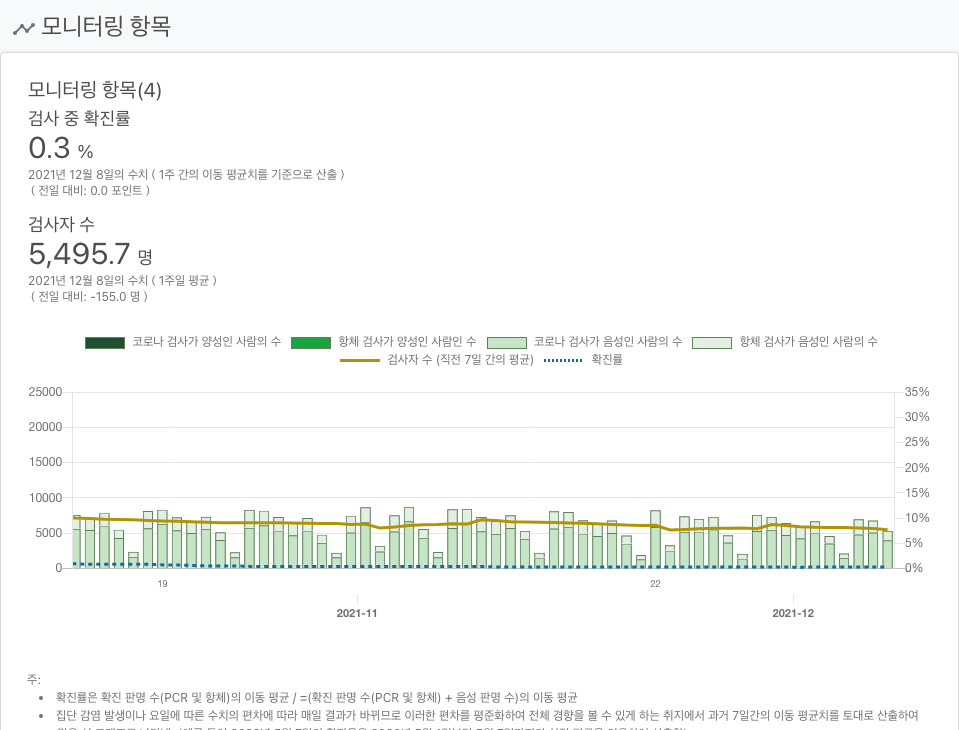 모니터링 항목
모니터링 항목(4)
검사 중 확진률
0.3 %
2021년 12월 8일의 수치 ( 1주 간의 이동 평균치를 기준으로 산출 )
( 전일 대비: 0.0 포인트 )
검사자 수
5,495.7 명
2021년 12월 8일의 수치 ( 1주일 평균 )
( 전일 대비: -155.0 명 )
코로나 검사가 양성인 사람의 수 항체 검사가 양성인 사람인 수 코로나 검사가 음성인 사람의 수 항체 검사가 음성인 사람의 수
검사자 수 (직전 7일 간의 평균) 확진률
25000 35%
30%
20000
25%
15000
20%
10000 15%
10%
5000
5%
0 0%
19 22
2021-11 2021-12
주:
• 확진률은 확진 판명 수(PCR 및 항체)의 이동 평균 / =(확진 판명 수(PCR 및 항체) + 음성 판명 수)의 이동 평균
• 집단 감염 발생이나 요일에 따른 수치의 편차에 따라 매일 결과가 바뀌므로 이러한 편차를 평준화하여 전체 경향을 볼 수 있게 하는 취지에서 과거 7일간의 이동 평균치를 토대로 산출하여